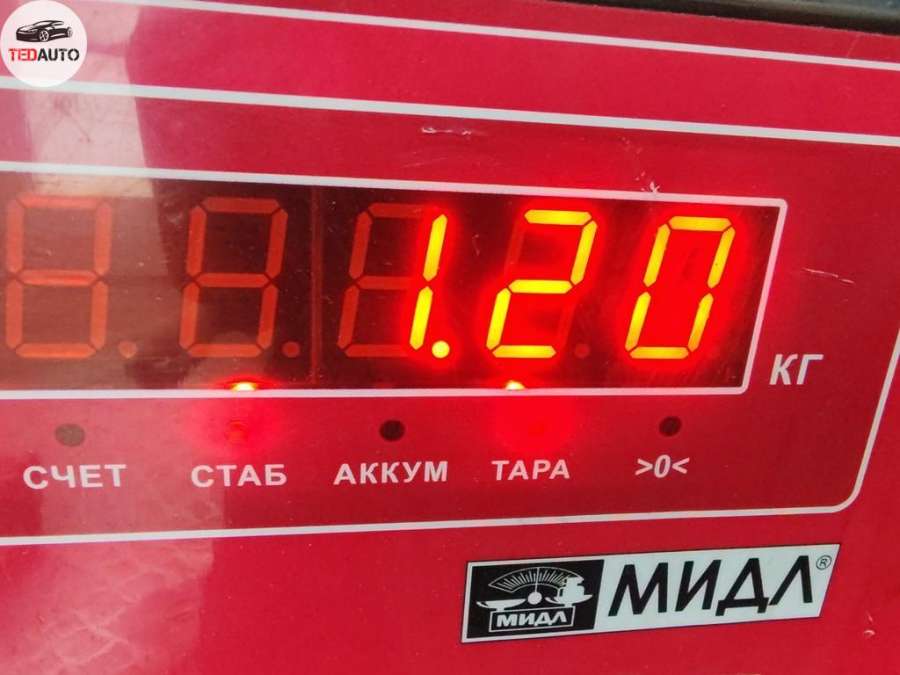 TEDAUTO
1.20
КГ
СЧЕТ СТАБ АККУМ ТАРА >0<
МИДЛ МИДЛ®